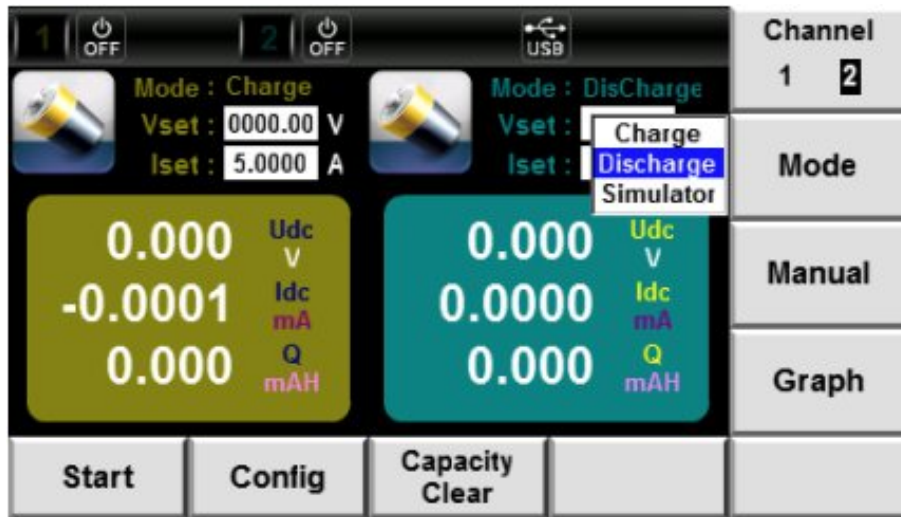 1 OFF 2 OFF USB
Channel
1 2
Mode : Charge
Vset : 0000.00 V
Iset : 5.0000 A
Mode : DisCharge
Vset :
Iset :
Charge
Discharge
Simulator
Mode
0.000 Udc V
-0.0001 Idc mA
0.000 Q mAH
0.000 Udc V
0.0000 Idc mA
0.000 Q mAH
Manual
Graph
Start
Config
Capacity
Clear